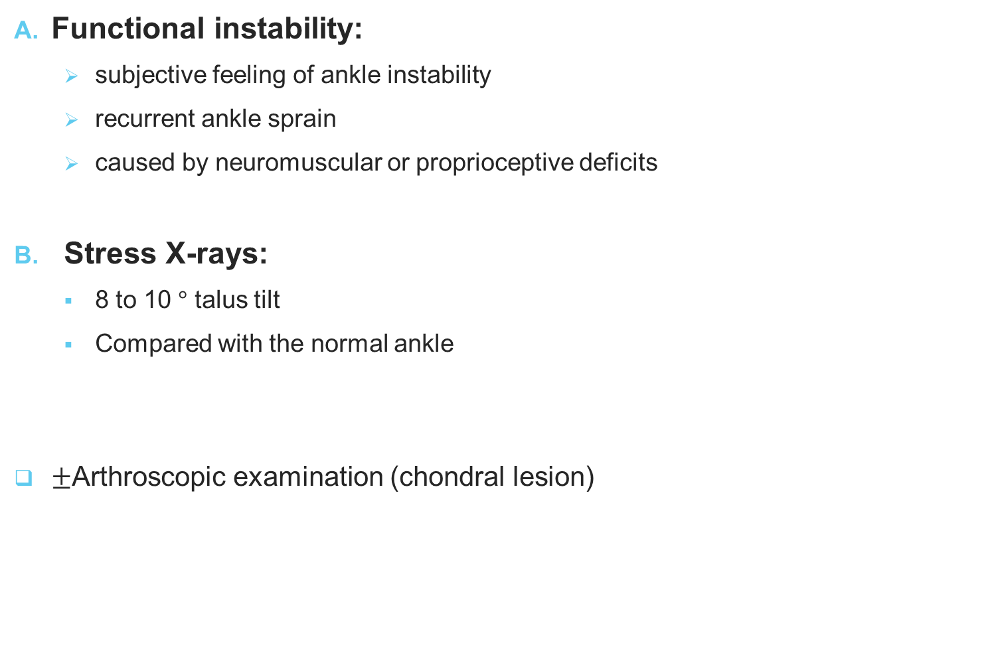 A. Functional instability:
➢ subjective feeling of ankle instability
➢ recurrent ankle sprain
➢ caused by neuromuscular or proprioceptive deficits
B. Stress X-rays:
▪ 8 to 10 ° talus tilt
▪ Compared with the normal ankle
❑ ±Arthroscopic examination (chondral lesion)